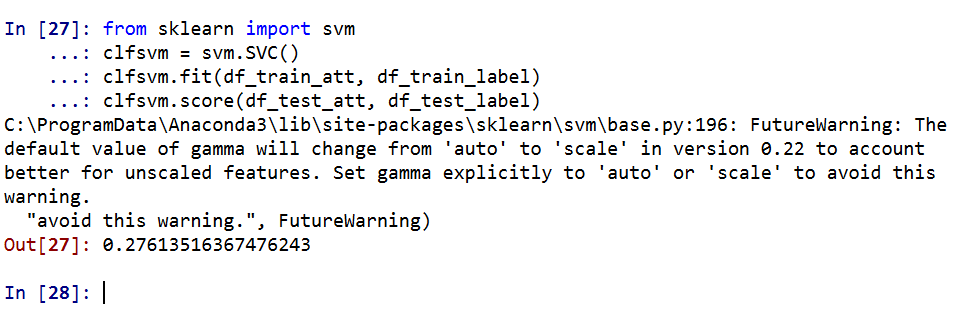 In [27]: from sklearn import svm
    ...: clfsvm = svm.SVC()
    ...: clfsvm.fit(df_train_att, df_train_label)
    ...: clfsvm.score(df_test_att, df_test_label)
C:\ProgramData\Anaconda3\lib\site-packages\sklearn\svm\base.py:196: FutureWarning: The
default value of gamma will change from 'auto' to 'scale' in version 0.22 to account
better for unscaled features. Set gamma explicitly to 'auto' or 'scale' to avoid this
warning.
  "avoid this warning.", FutureWarning)
Out[27]: 0.27613516367476243
In [28]: